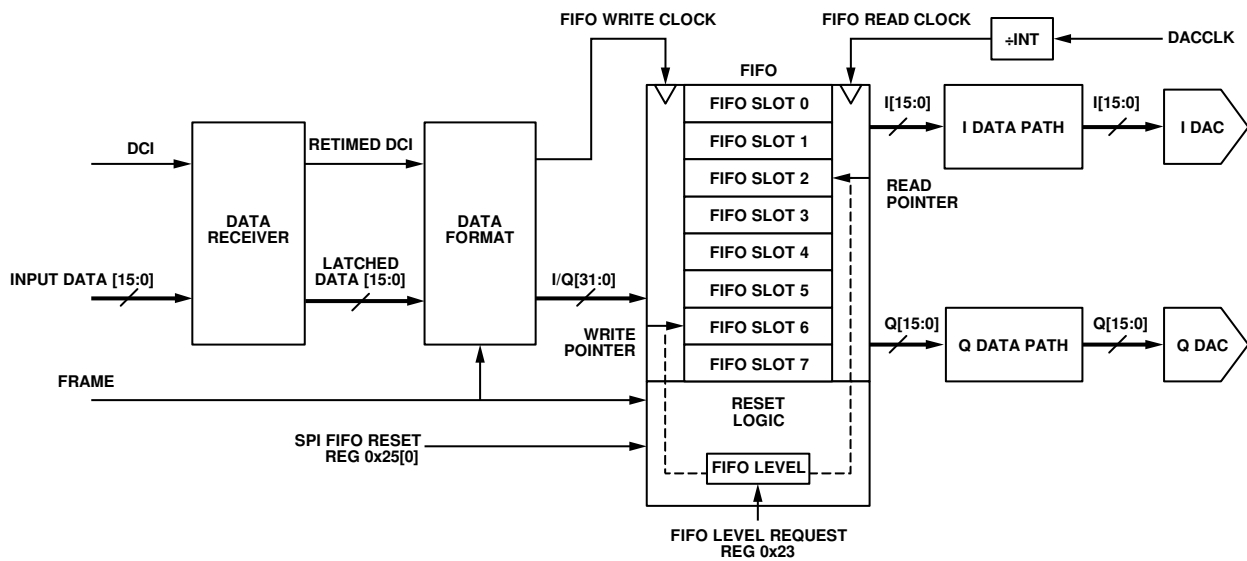 FIFO WRITE CLOCK
FIFO READ CLOCK
÷INT
DACCLK
FIFO
FIFO SLOT 0
FIFO SLOT 1
FIFO SLOT 2
FIFO SLOT 3
FIFO SLOT 4
FIFO SLOT 5
FIFO SLOT 6
FIFO SLOT 7
I[15:0]
I DATA PATH
I[15:0]
I DAC
DCI
RETIMED DCI
DATA
RECEIVER
DATA
FORMAT
READ
POINTER
INPUT DATA [15:0]
LATCHED
DATA [15:0]
I/Q[31:0]
WRITE
POINTER
Q[15:0]
Q DATA PATH
Q[15:0]
Q DAC
FRAME
RESET
LOGIC
SPI FIFO RESET
REG 0x25[0]
FIFO LEVEL
FIFO LEVEL REQUEST
REG 0x23